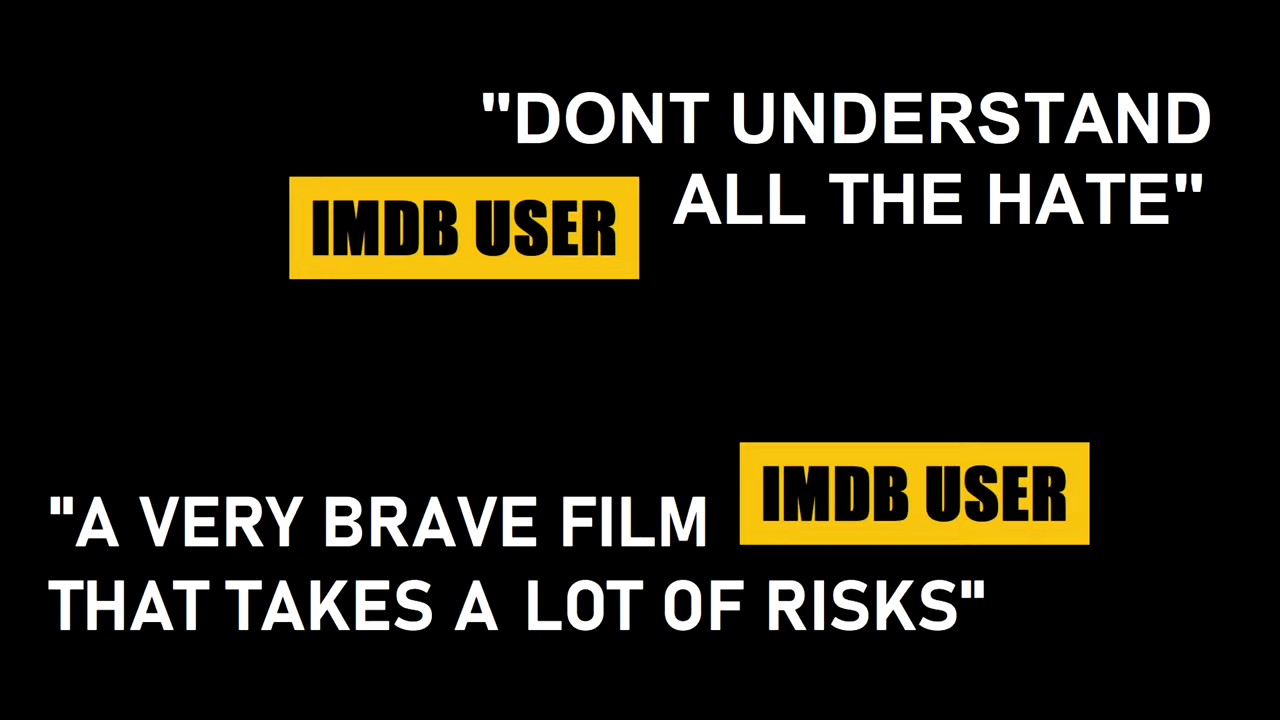 "DONT UNDERSTAND
ALL THE HATE"
IMDB USER
IMDB USER
"A VERY BRAVE FILM
THAT TAKES A LOT OF RISKS"